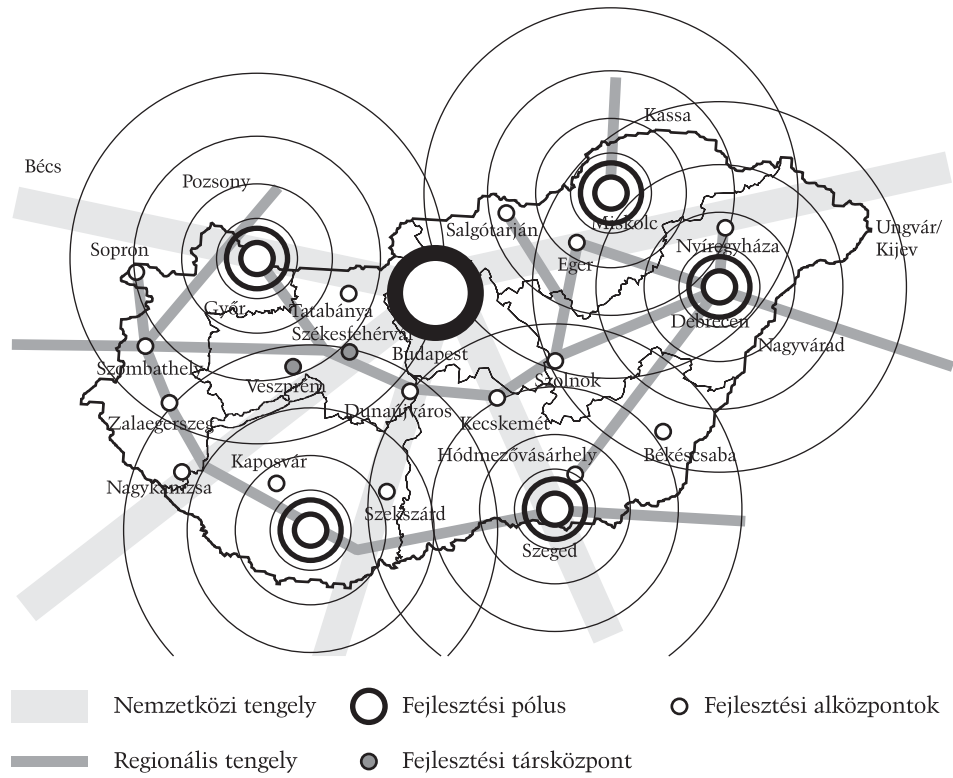 Kassa
Bécs
Pozsony
Sopron
Salgótarján
Miskolc
Nyíregyháza
Ungvár/
Kijev
Eger
Győr
Tatabánya
Székesfehérvár
Budapest
Debrecen
Nagyvárad
Szombathely
Veszprém
Szolnok
Dunaújváros
Kecskemét
Zalaegerszeg
Kaposvár
Hódmezővásárhely
Békéscsaba
Nagykanizsa
Szekszárd
Szeged
Nemzetközi tengely
Fejlesztési pólus
Fejlesztési alközpontok
Regionális tengely
Fejlesztési társközpont